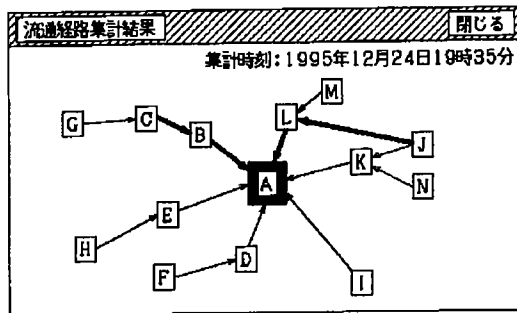 流通経路集計結果 閉じる
集計時刻:1995年12月24日19時35分
M
G C L
B J
K
A N
E
H D
F I